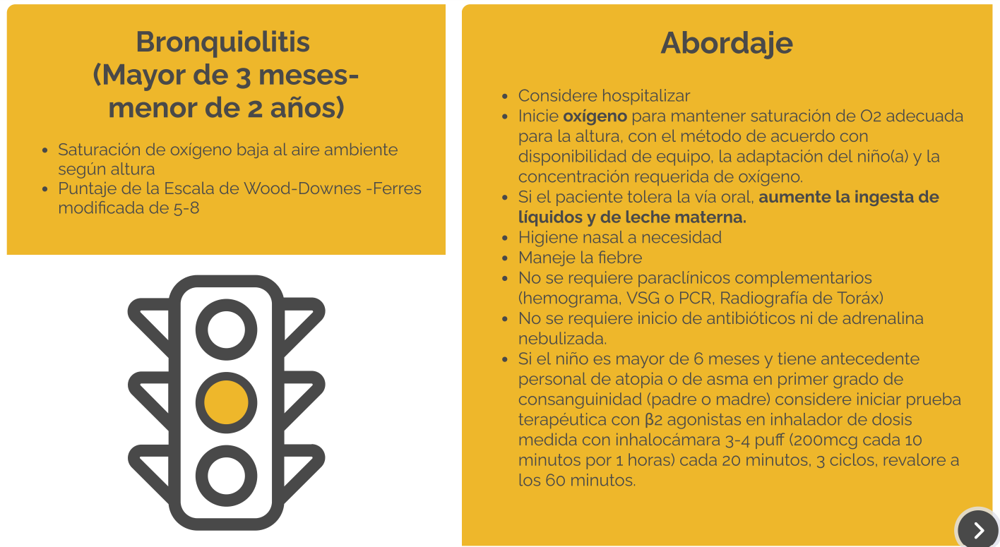 Bronquiolitis
(Mayor de 3 meses-
menor de 2 años)
• Saturación de oxígeno baja al aire ambiente
según altura
• Puntaje de la Escala de Wood-Downes -Ferres
modificada de 5-8
Abordaje
• Considere hospitalizar
• Inicie oxígeno para mantener saturación de O2 adecuada
para la altura, con el método de acuerdo con
disponibilidad de equipo, la adaptación del niño(a) y la
concentración requerida de oxígeno.
• Si el paciente tolera la vía oral, aumente la ingesta de
líquidos y de leche materna.
• Higiene nasal a necesidad
• Maneje la fiebre
• No se requiere paraclínicos complementarios
(hemograma, VSG o PCR, Radiografía de Toráx)
• No se requiere inicio de antibióticos ni de adrenalina
nebulizada.
• Si el niño es mayor de 6 meses y tiene antecedente
personal de atopia o de asma en primer grado de
consanguinidad (padre o madre) considere iniciar prueba
terapéutica con β2 agonistas en inhalador de dosis
medida con inhalocámara 3-4 puff (200mcg cada 10
minutos por 1 horas) cada 20 minutos, 3 ciclos, revalore a
los 60 minutos.